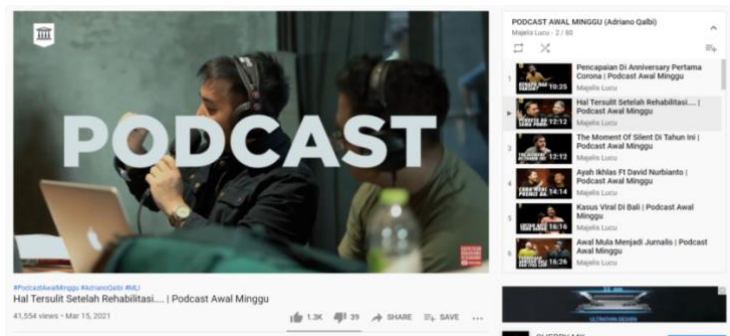 PODCAST
#PodcastAwalMinggu #AdrianoQalbi #MLI
Hal Tersulit Setelah Rehabilitasi.... | Podcast Awal Minggu
41,554 views • Mar 15, 2021
1.3K
39
SHARE
SAVE
PODCAST AWAL MINGGU (Adriano Qalbi)
Majelis Lucu - 2 / 80
1
10:35
Pencapaian Di Anniversary Pertama
Corona | Podcast Awal Minggu
Majelis Lucu
12:12
Hal Tersulit Setelah Rehabilitasi.... |
Podcast Awal Minggu
Majelis Lucu
3
12:12
The Moment Of Silent Di Tahun Ini |
Podcast Awal Minggu
Majelis Lucu
4
14:14
Ayah Ikhlas Ft David Nurbianto |
Podcast Awal Minggu
Majelis Lucu
5
16:16
Kasus Viral Di Bali | Podcast Awal
Minggu
Majelis Lucu
16:26
Awal Mula Menjadi Jurnalis | Podcast
Awal Minggu
Majelis Lucu
ULTRATHIN DESIGN